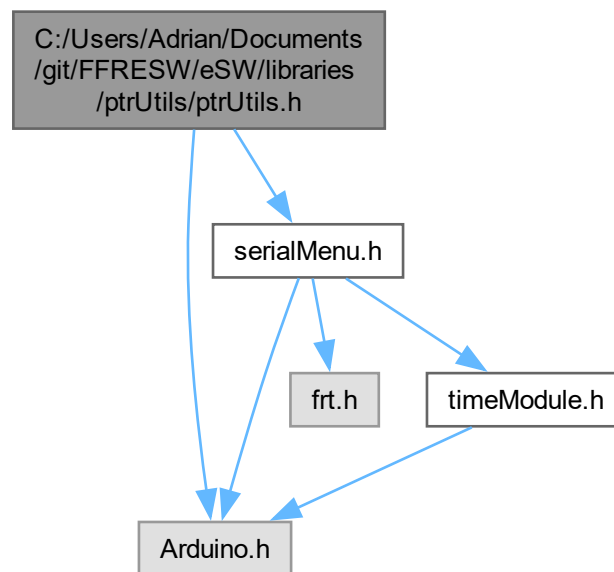 C:/Users/Adrian/Documents
/git/FFRESW/eSW/libraries
/ptrUtils/ptrUtils.h
serialMenu.h
frt.h
timeModule.h
Arduino.h